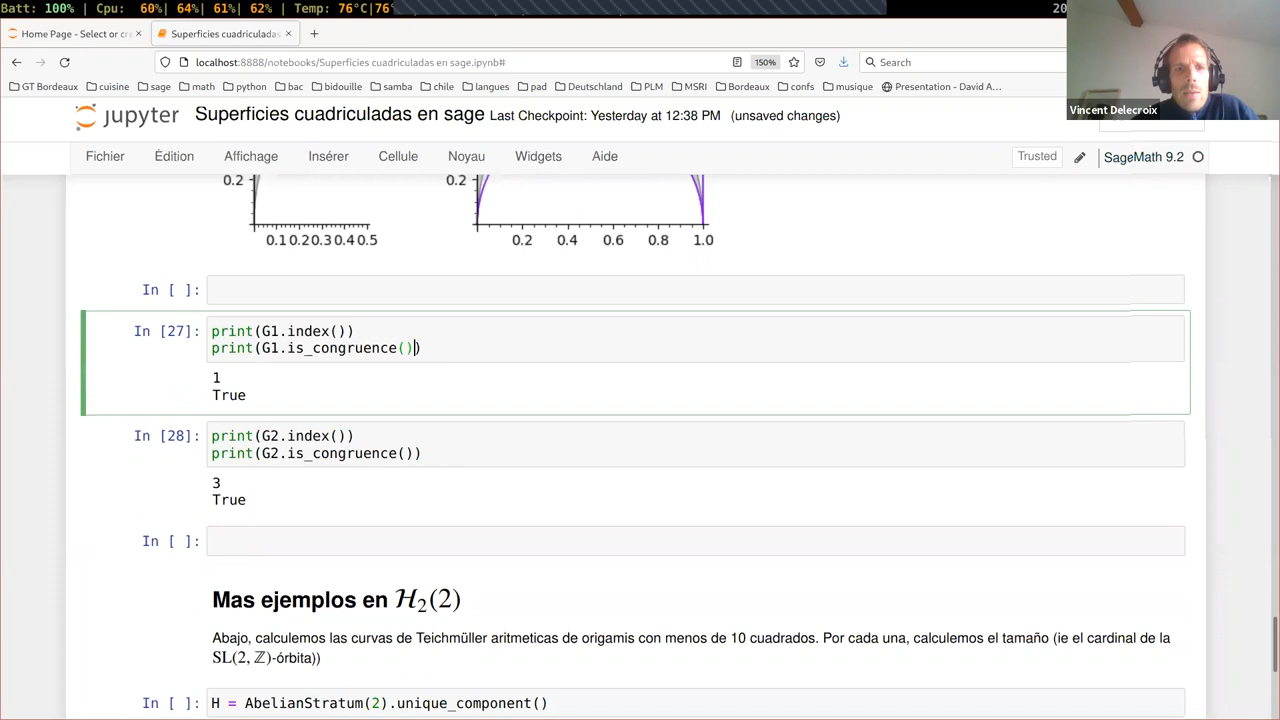 Batt: 100% | Cpu: 60%| 64%| 61%| 62% | Temp: 76°C|76° 20
Home Page - Select or cre × Superficies cuadriculadas × +
localhost:8888/notebooks/Superficies cuadriculadas en sage.ipynb# 150% Search
GT Bordeaux cuisine sage math python bac bidouille samba chile langues pad Deutschland PLM MSRI Bordeaux confs musique Presentation - David A…
Vincent Delecroix
jupyter Superficies cuadriculadas en sage Last Checkpoint: Yesterday at 12:38 PM (unsaved changes)
Fichier Édition Affichage Insérer Cellule Noyau Widgets Aide Trusted SageMath 9.2
0.2 0.2
0.1 0.2 0.3 0.4 0.5 0.2 0.4 0.6 0.8 1.0
In [ ]:
In [27]: print(G1.index())
print(G1.is_congruence())
1
True
In [28]: print(G2.index())
print(G2.is_congruence())
3
True
In [ ]:
Mas ejemplos en ℋ₂(2)
Abajo, calculemos las curvas de Teichmüller aritmeticas de origamis con menos de 10 cuadrados. Por cada una, calculemos el tamaño (ie el cardinal de la
SL(2, ℤ)-órbita))
In [ ]: H = AbelianStratum(2).unique_component()